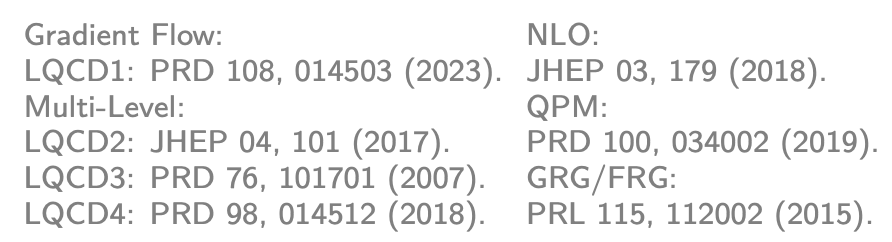 Gradient Flow:
LQCD1: PRD 108, 014503 (2023).
Multi-Level:
LQCD2: JHEP 04, 101 (2017).
LQCD3: PRD 76, 101701 (2007).
LQCD4: PRD 98, 014512 (2018).
NLO:
JHEP 03, 179 (2018).
QPM:
PRD 100, 034002 (2019).
GRG/FRG:
PRL 115, 112002 (2015).